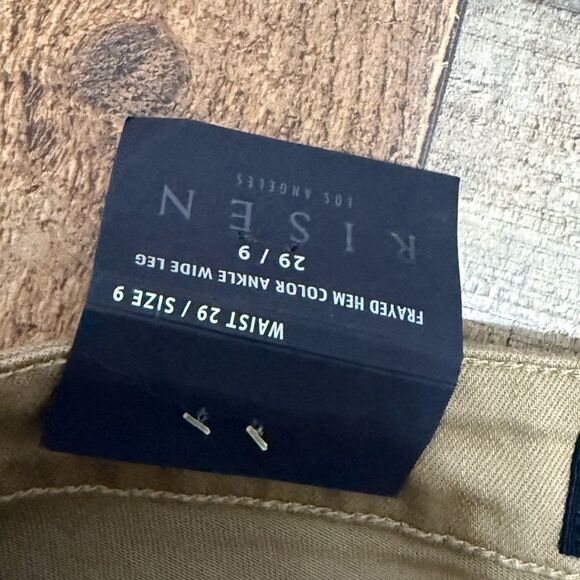 WAIST 29 / SIZE 9
FRAYED HEM COLOR ANKLE WIDE LEG
29 / 9
RISEN
LOS ANGELES